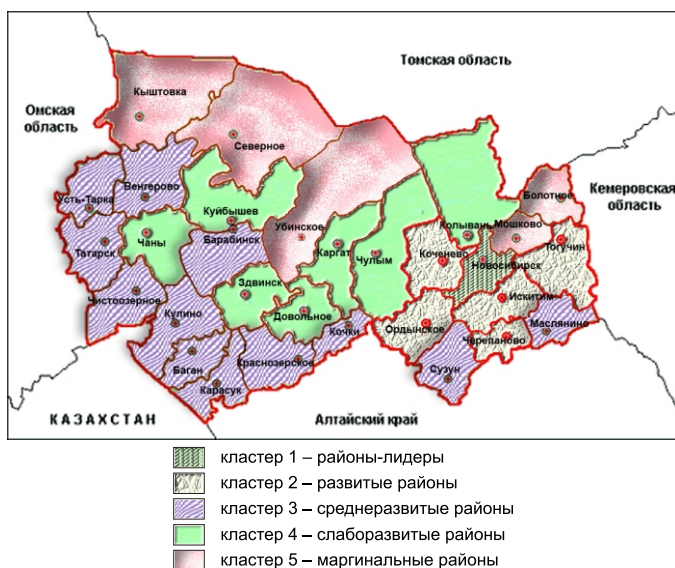 Томская область
Омская
область
Кыштовка
Северное
Кемеровская
область
Болотное
Усть-Тарка
Венгерово
Куйбышев
Убинское
Колывань
Мошково
Тогучин
Чаны
Барабинск
Каргат
Чулым
Коченево
Новосибирск
Татарск
Здвинск
Искитим
Чистоозерное
Купино
Довольное
Кочки
Ордынское
Черепаново
Маслянино
Баган
Краснозерское
Сузун
Карасук
КАЗАХСТАН
Алтайский край
кластер 1 – районы-лидеры
кластер 2 – развитые районы
кластер 3 – среднеразвитые районы
кластер 4 – слаборазвитые районы
кластер 5 – маргинальные районы